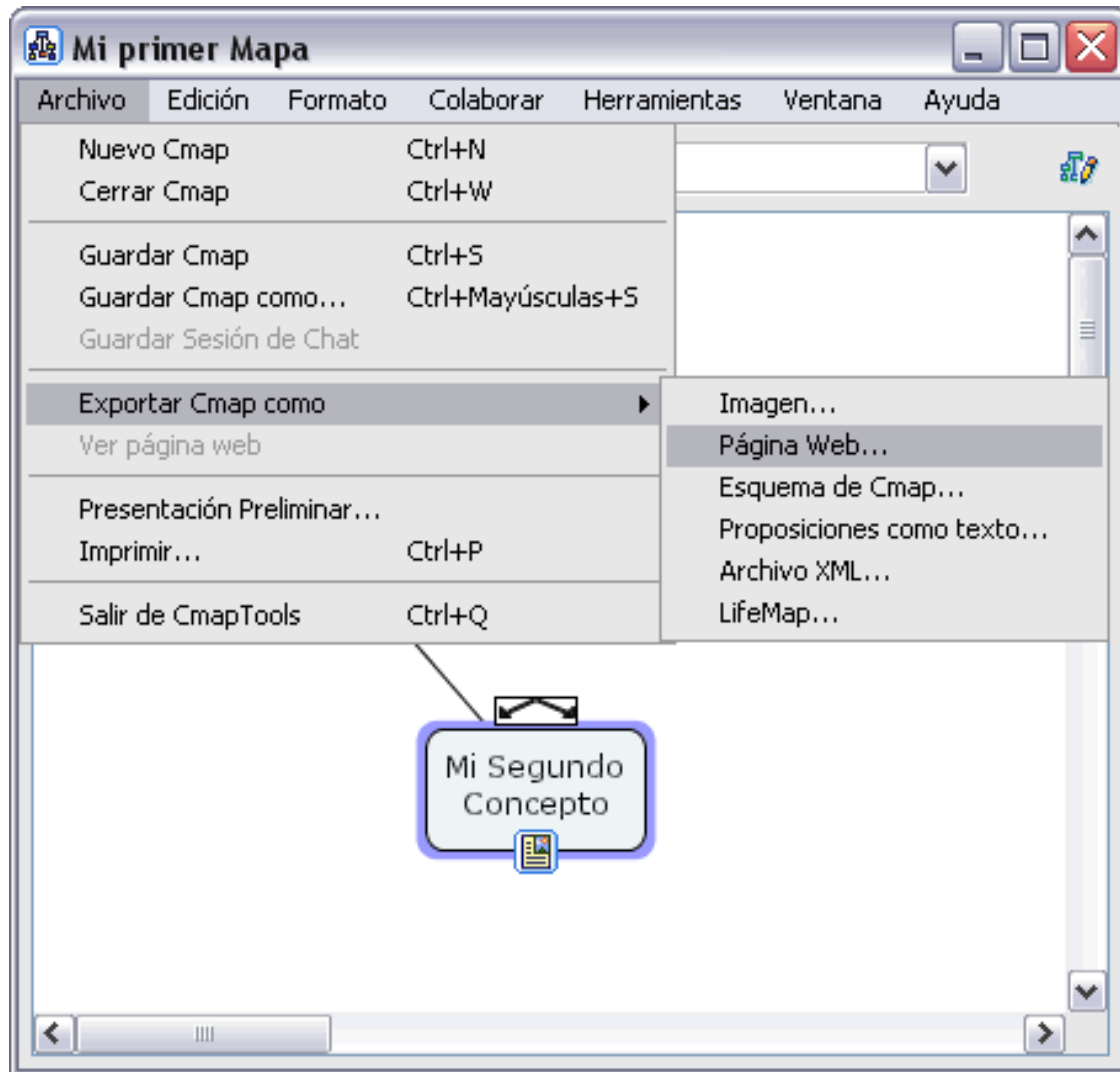 Mi primer Mapa
Archivo Edición Formato Colaborar Herramientas Ventana Ayuda
Nuevo Cmap Ctrl+N
Cerrar Cmap Ctrl+W
Guardar Cmap Ctrl+S
Guardar Cmap como... Ctrl+Mayúsculas+S
Guardar Sesión de Chat
Exportar Cmap como
Ver página web
Presentación Preliminar...
Imprimir... Ctrl+P
Salir de CmapTools Ctrl+Q
Imagen...
Página Web...
Esquema de Cmap...
Proposiciones como texto...
Archivo XML...
LifeMap...
Mi Segundo
Concepto